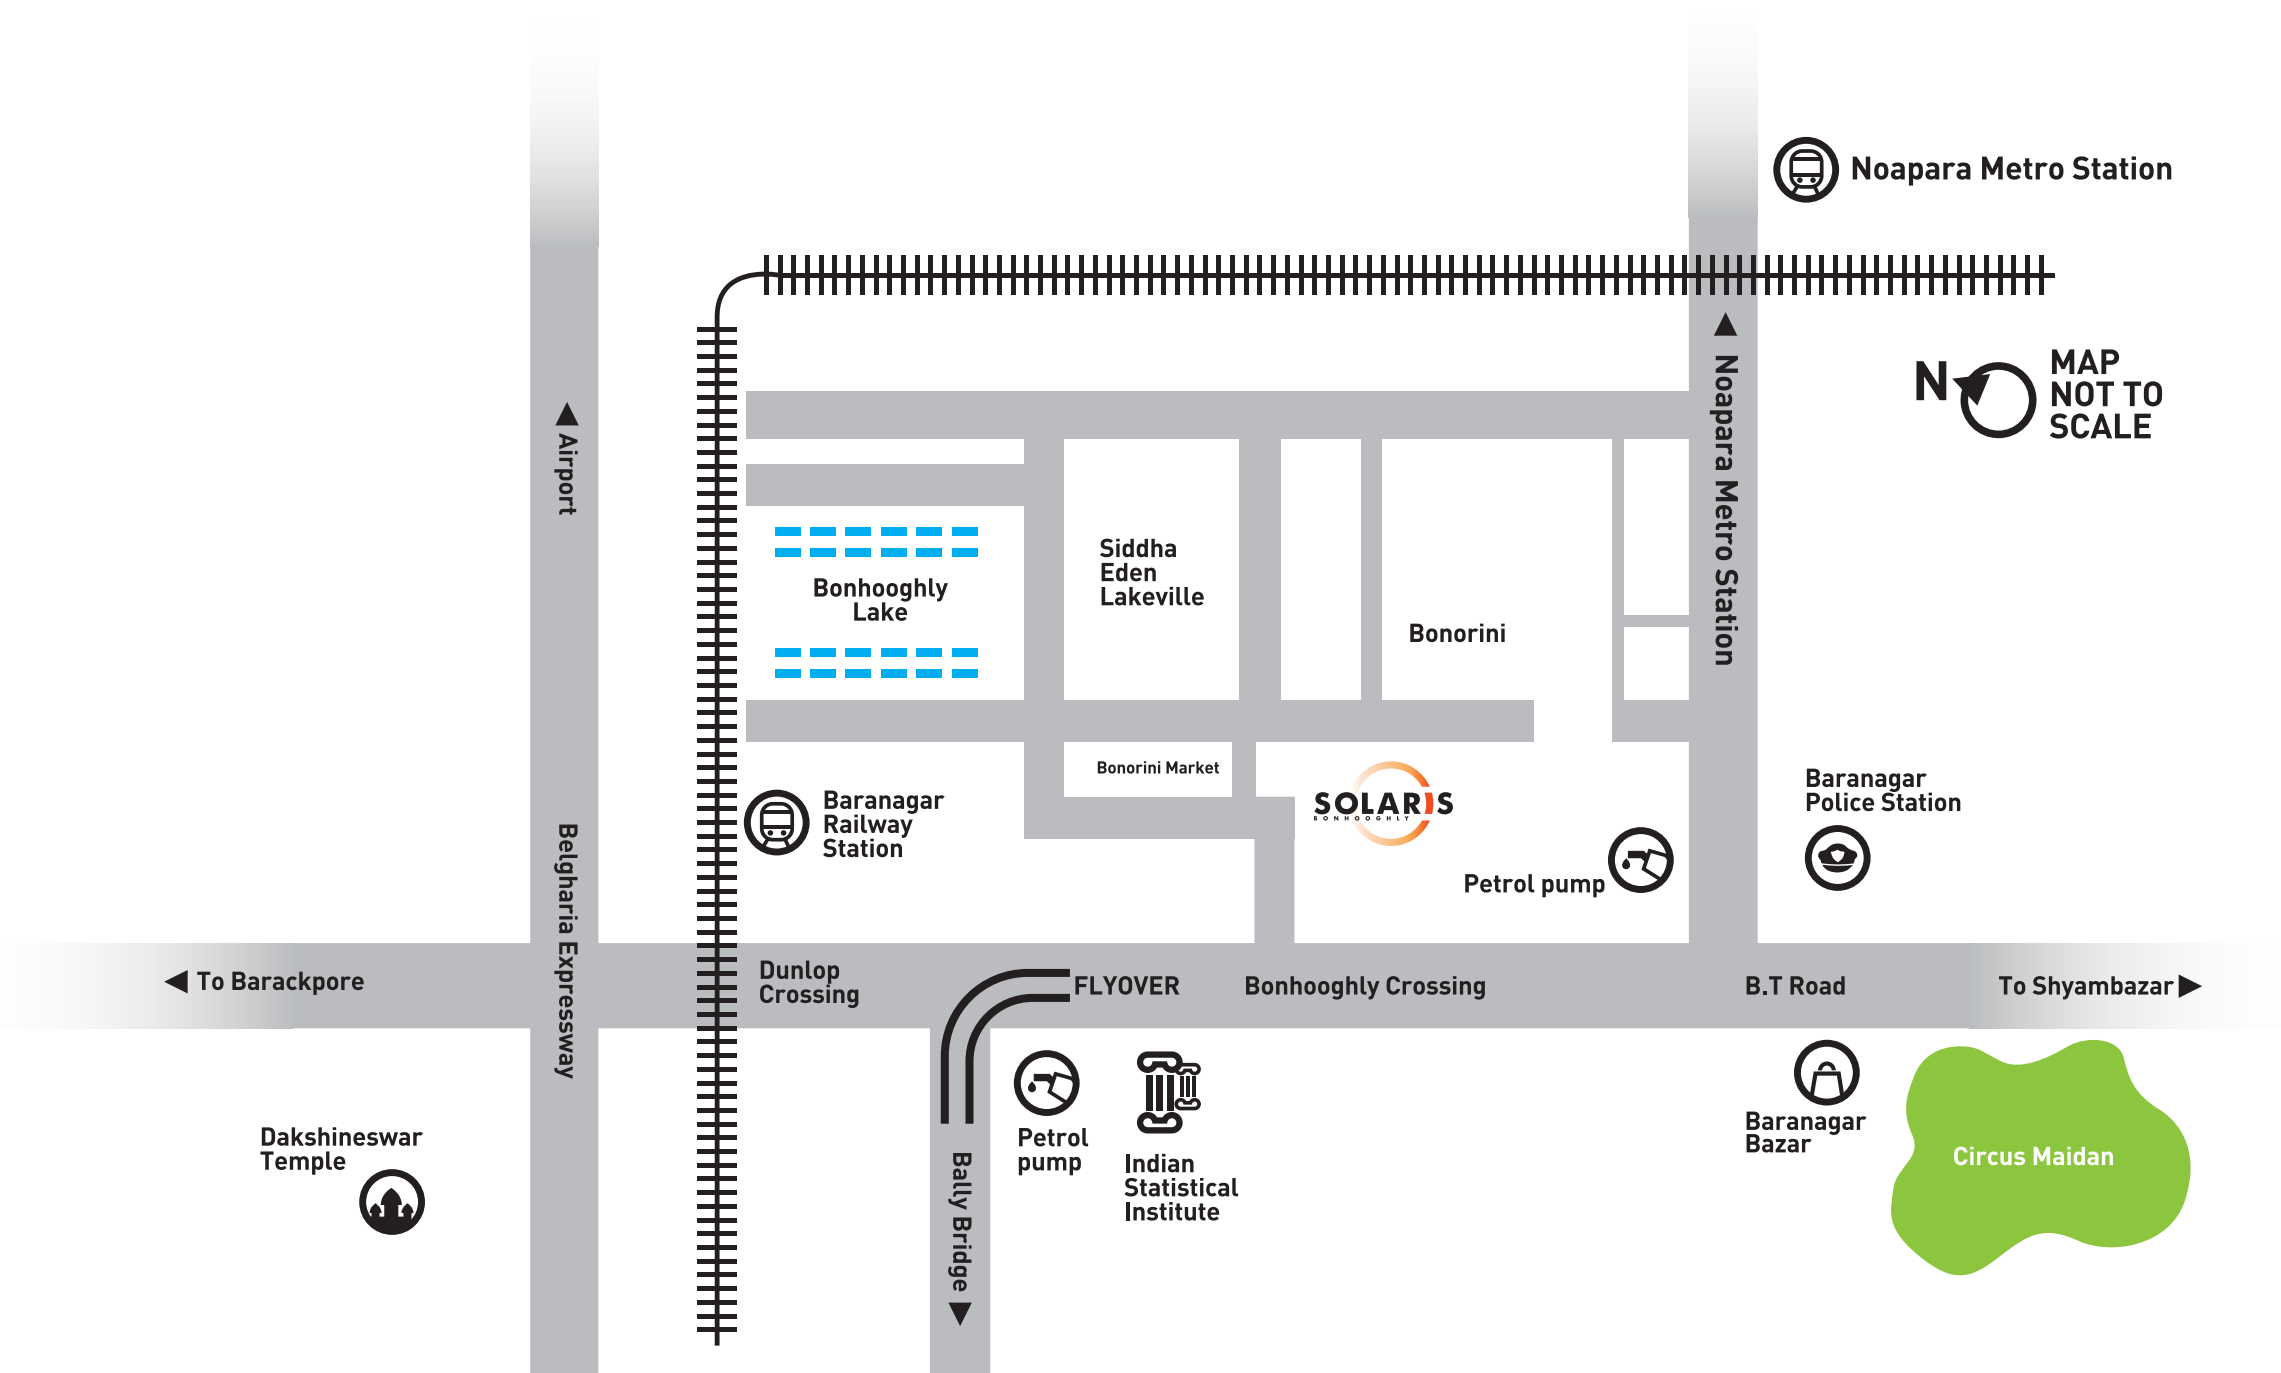 Noapara Metro Station
N
MAP
NOT TO
SCALE
Airport
Noapara Metro Station
Siddha
Eden
Lakeville
Bonhooghly
Lake
Bonorini
Bonorini Market
SOLARIS
BONHOOGHLY
Baranagar
Police Station
Baranagar
Railway
Station
Petrol pump
Belgharia Expressway
To Barackpore
Dunlop
Crossing
FLYOVER
Bonhooghly Crossing
B.T Road
To Shyambazar
Dakshineswar
Temple
Bally Bridge
Petrol
pump
Indian
Statistical
Institute
Baranagar
Bazar
Circus Maidan